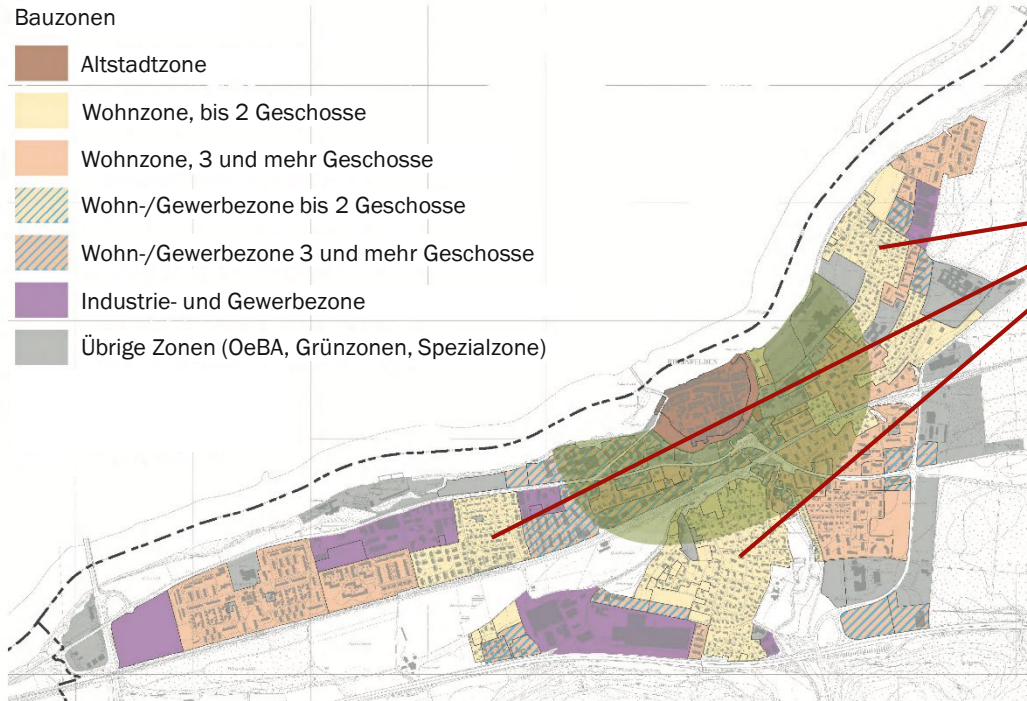 Bauzonen
Altstadtzone
Wohnzone, bis 2 Geschosse
Wohnzone, 3 und mehr Geschosse
Wohn-/Gewerbezone bis 2 Geschosse
Wohn-/Gewerbezone 3 und mehr Geschosse
Industrie- und Gewerbezone
Übrige Zonen (OeBA, Grünzonen, Spezialzone)
RHEINFELDEN